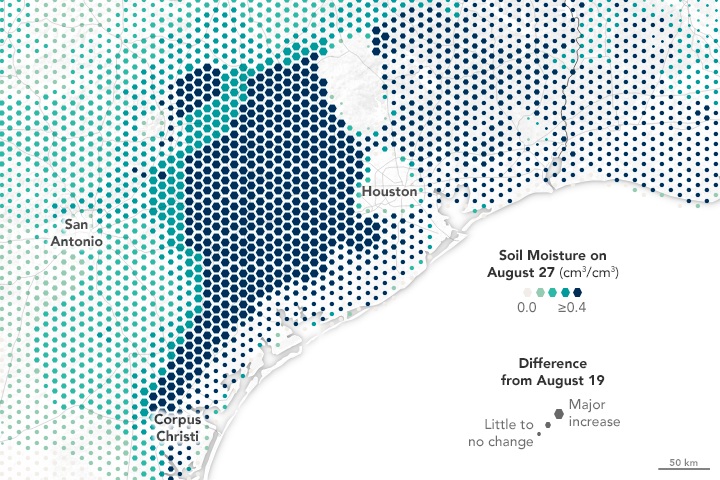 Houston
San
Antonio
Soil Moisture on
August 27 (cm³/cm³)
0.0 ≥0.4
Difference
from August 19
Major
increase
Little to
no change
Corpus
Christi
50 km